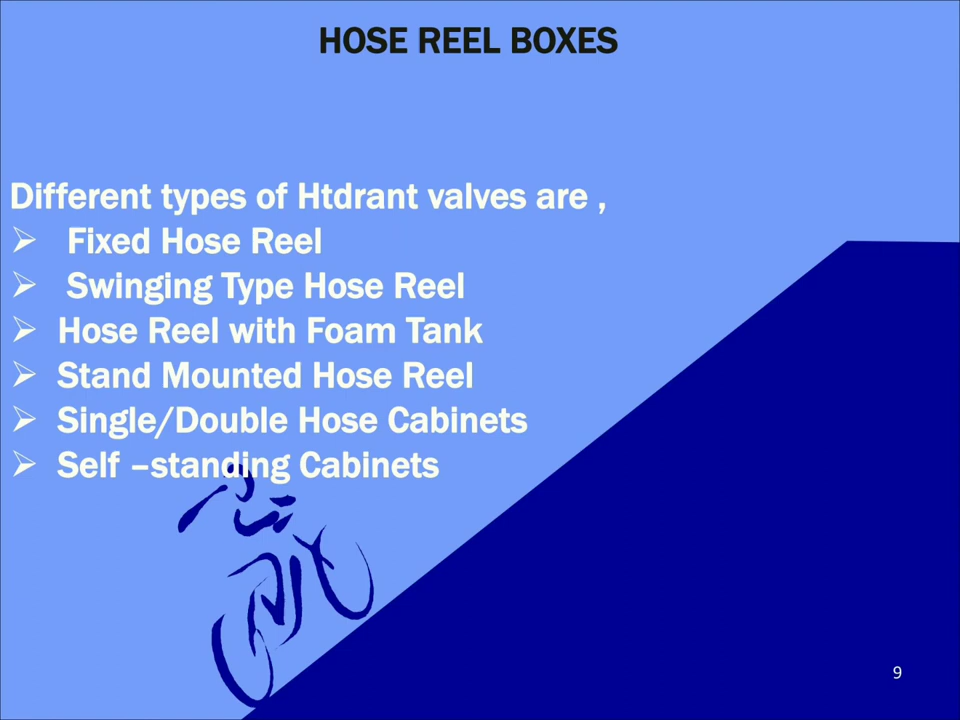 HOSE REEL BOXES
Different types of Htdrant valves are ,
➢ Fixed Hose Reel
➢ Swinging Type Hose Reel
➢ Hose Reel with Foam Tank
➢ Stand Mounted Hose Reel
➢ Single/Double Hose Cabinets
➢ Self –standing Cabinets
9